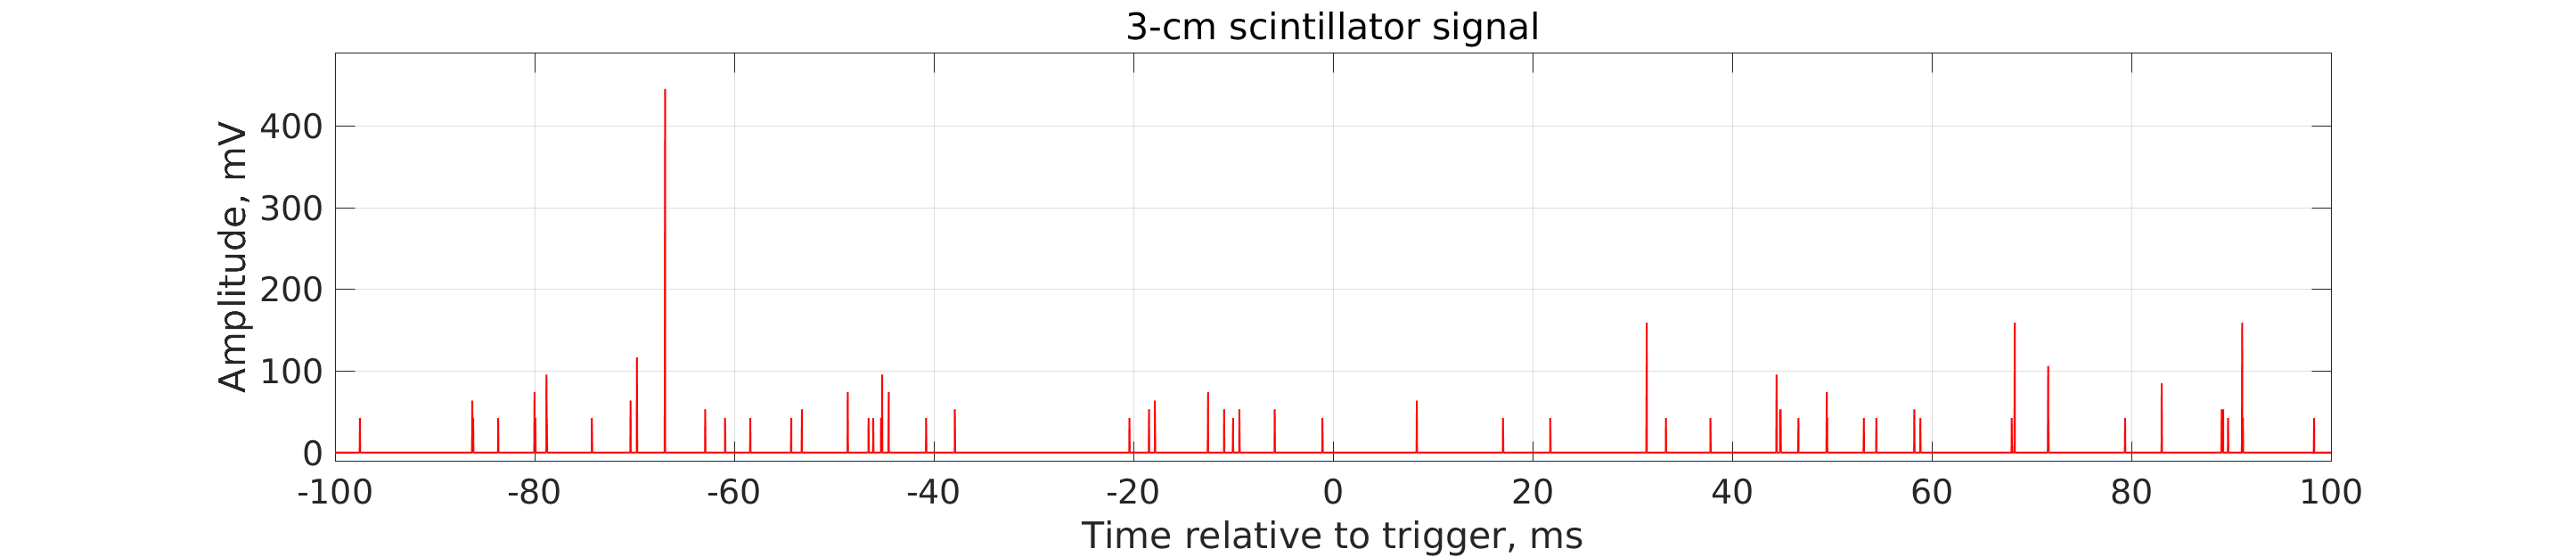 3-cm scintillator signal
Amplitude, mV
400
300
200
100
0
-100 -80 -60 -40 -20 0 20 40 60 80 100
Time relative to trigger, ms